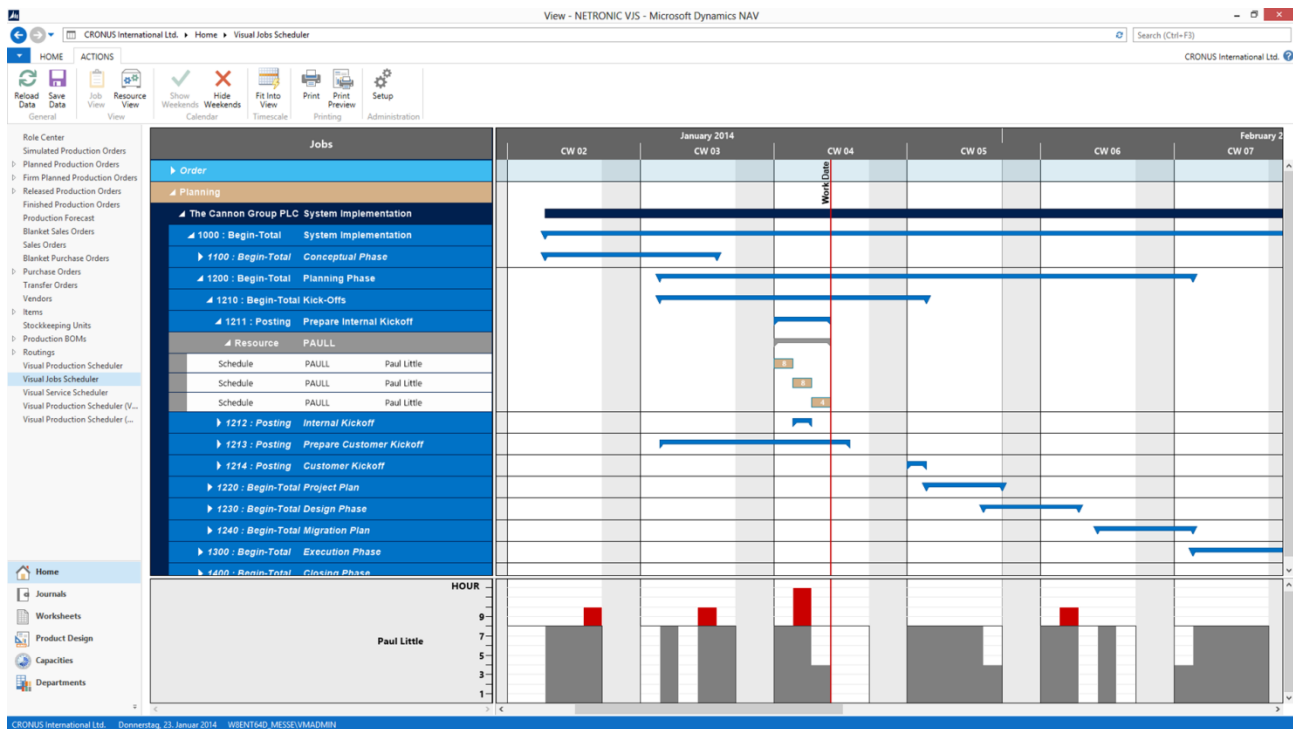 View - NETRONIC VJS - Microsoft Dynamics NAV
CRONUS International Ltd. Home Visual Jobs Scheduler
Search (Ctrl+F3)
HOME ACTIONS
CRONUS International Ltd.
Reload Data
Save Data
Job View
Resource View
Show Weekends
Hide Weekends
Fit Into View
Print
Print Preview
Setup
General View Calendar Timescale Printing Administration
Role Center
Simulated Production Orders
Planned Production Orders
Firm Planned Production Orders
Released Production Orders
Finished Production Orders
Production Forecast
Blanket Sales Orders
Sales Orders
Blanket Purchase Orders
Purchase Orders
Transfer Orders
Vendors
Items
Stockkeeping Units
Production BOMs
Routings
Visual Production Scheduler
Visual Jobs Scheduler
Visual Service Scheduler
Visual Production Scheduler (V...
Visual Production Scheduler (...
Home
Journals
Worksheets
Product Design
Capacities
Departments
Jobs
January 2014 February 2
CW 02 CW 03 CW 04 CW 05 CW 06 CW 07
Order
Work Date
Planning
The Cannon Group PLC System Implementation
1000 : Begin-Total System Implementation
1100 : Begin-Total Conceptual Phase
1200 : Begin-Total Planning Phase
1210 : Begin-Total Kick-Offs
1211 : Posting Prepare Internal Kickoff
Resource PAULL
Schedule PAULL Paul Little 8
Schedule PAULL Paul Little 8
Schedule PAULL Paul Little 4
1212 : Posting Internal Kickoff
1213 : Posting Prepare Customer Kickoff
1214 : Posting Customer Kickoff
1220 : Begin-Total Project Plan
1230 : Begin-Total Design Phase
1240 : Begin-Total Migration Plan
1300 : Begin-Total Execution Phase
1400 : Begin-Total Closing Phase
HOUR
9
7
5
3
1
Paul Little
CRONUS International Ltd. Donnerstag, 23. Januar 2014 W8ENT64D_MESSE\VMADMIN